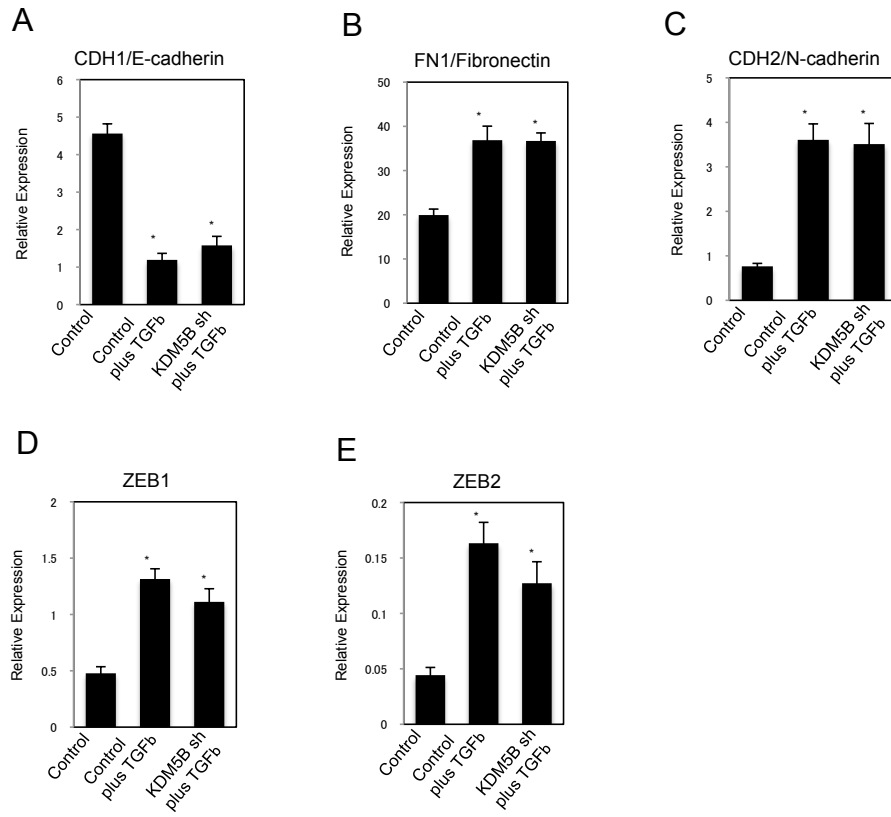 A
CDH1/E-cadherin
Relative Expression
6
5
4
3
2
1
0
*
*
Control
Control
plus TGFb
KDM5B sh
plus TGFb
B
FN1/Fibronectin
Relative Expression
50
40
30
20
10
0
*
*
Control
Control
plus TGFb
KDM5B sh
plus TGFb
C
CDH2/N-cadherin
Relative Expression
5
4
3
2
1
0
*
*
Control
Control
plus TGFb
KDM5B sh
plus TGFb
D
ZEB1
Relative Expression
2
1.5
1
0.5
0
*
*
Control
Control
plus TGFb
KDM5B sh
plus TGFb
E
ZEB2
Relative Expression
0.2
0.15
0.1
0.05
0
*
*
Control
Control
plus TGFb
KDM5B sh
plus TGFb